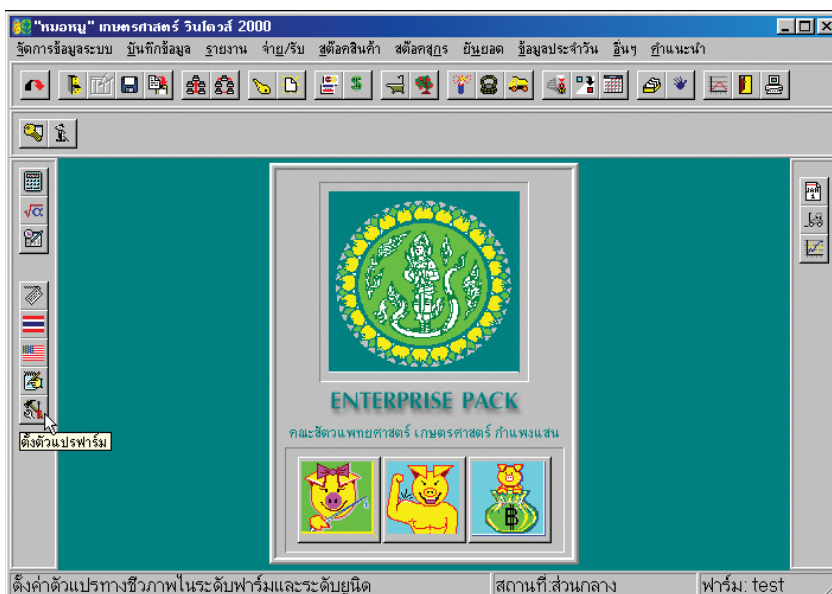 "หมอหมู" เกษตรศาสตร์ วินโดวส์ 2000
จัดการข้อมูลระบบ บันทึกข้อมูล รายงาน จ่าย/รับ สต๊อคสินค้า สต๊อคสุกร ยันยอด ข้อมูลประจำวัน อื่นๆ คำแนะนำ
ENTERPRISE PACK
คณะสัตวแพทยศาสตร์ เกษตรศาสตร์ กำแพงแสน
ตั้งตัวแปรฟาร์ม
ตั้งค่าตัวแปรทางชีวภาพในระดับฟาร์มและระดับยูนิต สถานที่:ส่วนกลาง ฟาร์ม: test